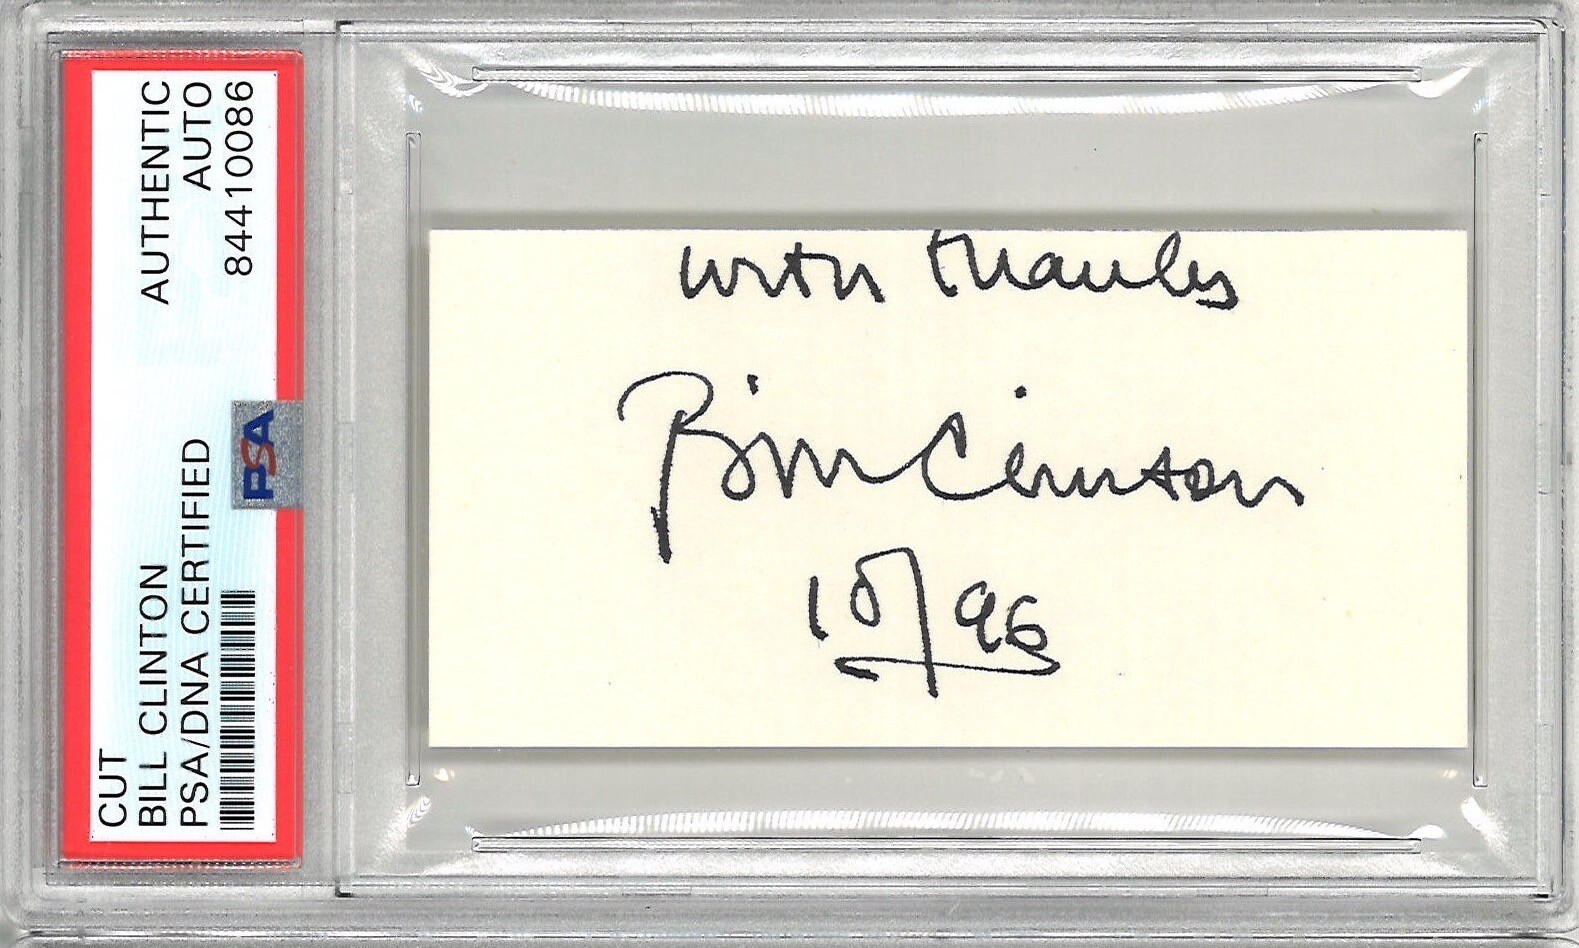 CUT
BILL CLINTON
PSA/DNA CERTIFIED
AUTHENTIC
AUTO
84410086
PSA
with thanks
Bill Clinton
10/96